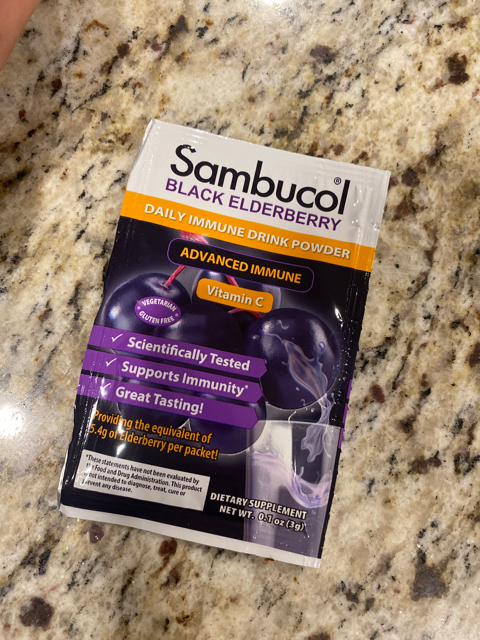 Sambucol®
BLACK ELDERBERRY
DAILY IMMUNE DRINK POWDER
ADVANCED IMMUNE
Vitamin C
VEGETARIAN
GLUTEN FREE
✓ Scientifically Tested
✓ Supports Immunity*
✓ Great Tasting!
Providing the equivalent of
5.4g of Elderberry per packet!
*These statements have not been evaluated by
the Food and Drug Administration. This product
is not intended to diagnose, treat, cure or
prevent any disease.
DIETARY SUPPLEMENT
NET WT. 0.1 oz (3g)